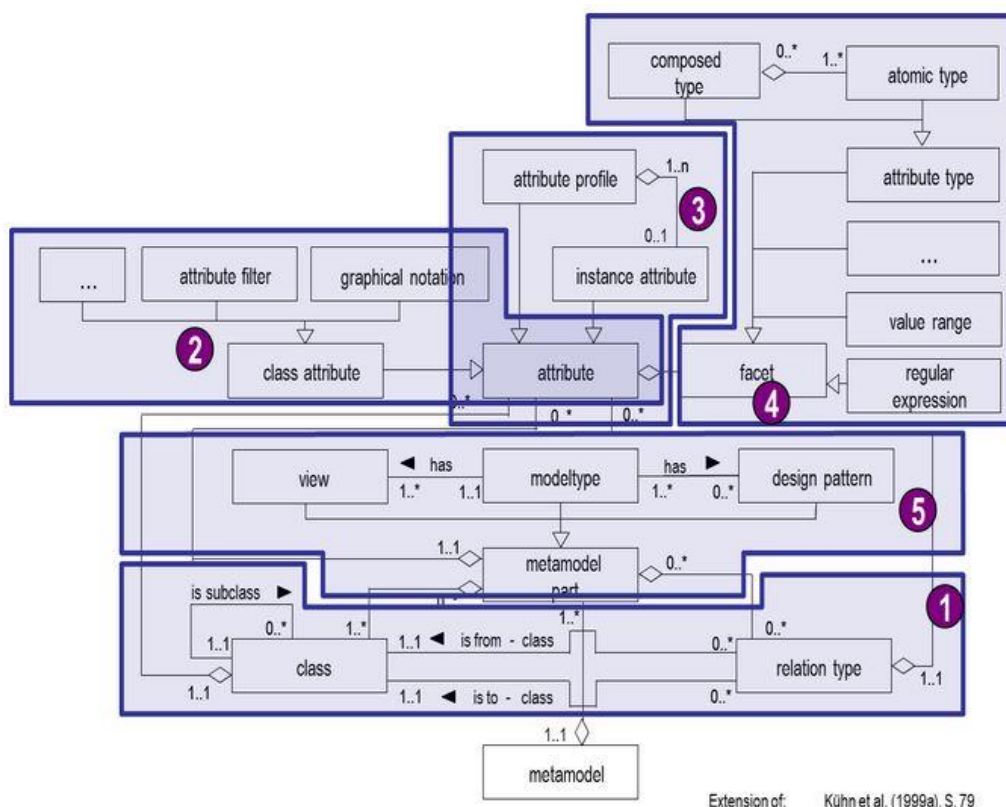 composed
type
0..*
1..*
atomic type
attribute type
...
value range
regular
expression
facet
4
attribute profile
1..n
3
0..1
instance attribute
...
attribute filter
graphical notation
2
class attribute
attribute
0..*
0..*
0..*
view
◄ has
1..*
1..1
modeltype
has ►
1..*
0..*
design pattern
5
1..1
metamodel
part
0..*
1..*
0..*
1
is subclass ►
0..*
1..1
1..*
1..1
class
1..1
◄ is from - class
0..*
relation type
1..1
1..1
◄ is to - class
0..*
1..1
metamodel
Extension of: Kühn et al. (1999a), S. 79